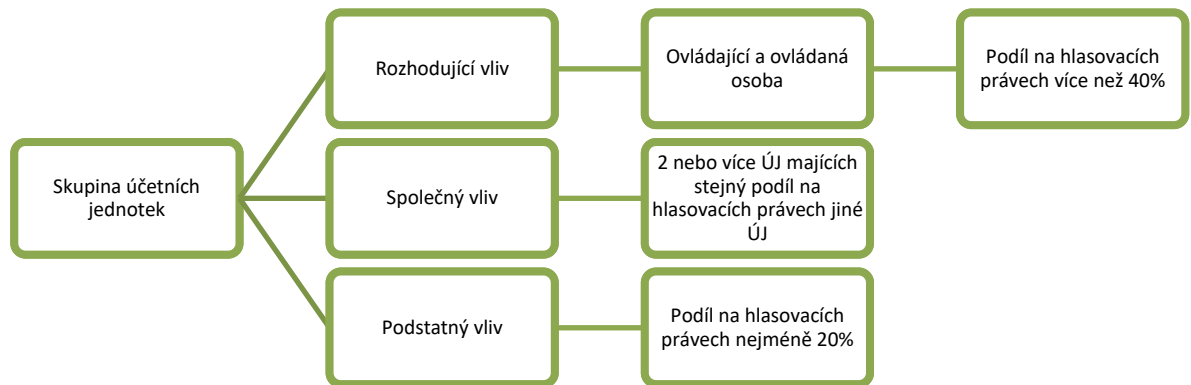 Rozhodující vliv
Ovládající a ovládaná
osoba
Podíl na hlasovacích
právech více než 40%
Skupina účetních
jednotek
Společný vliv
2 nebo více ÚJ majících
stejný podíl na
hlasovacích právech jiné
ÚJ
Podstatný vliv
Podíl na hlasovacích
právech nejméně 20%